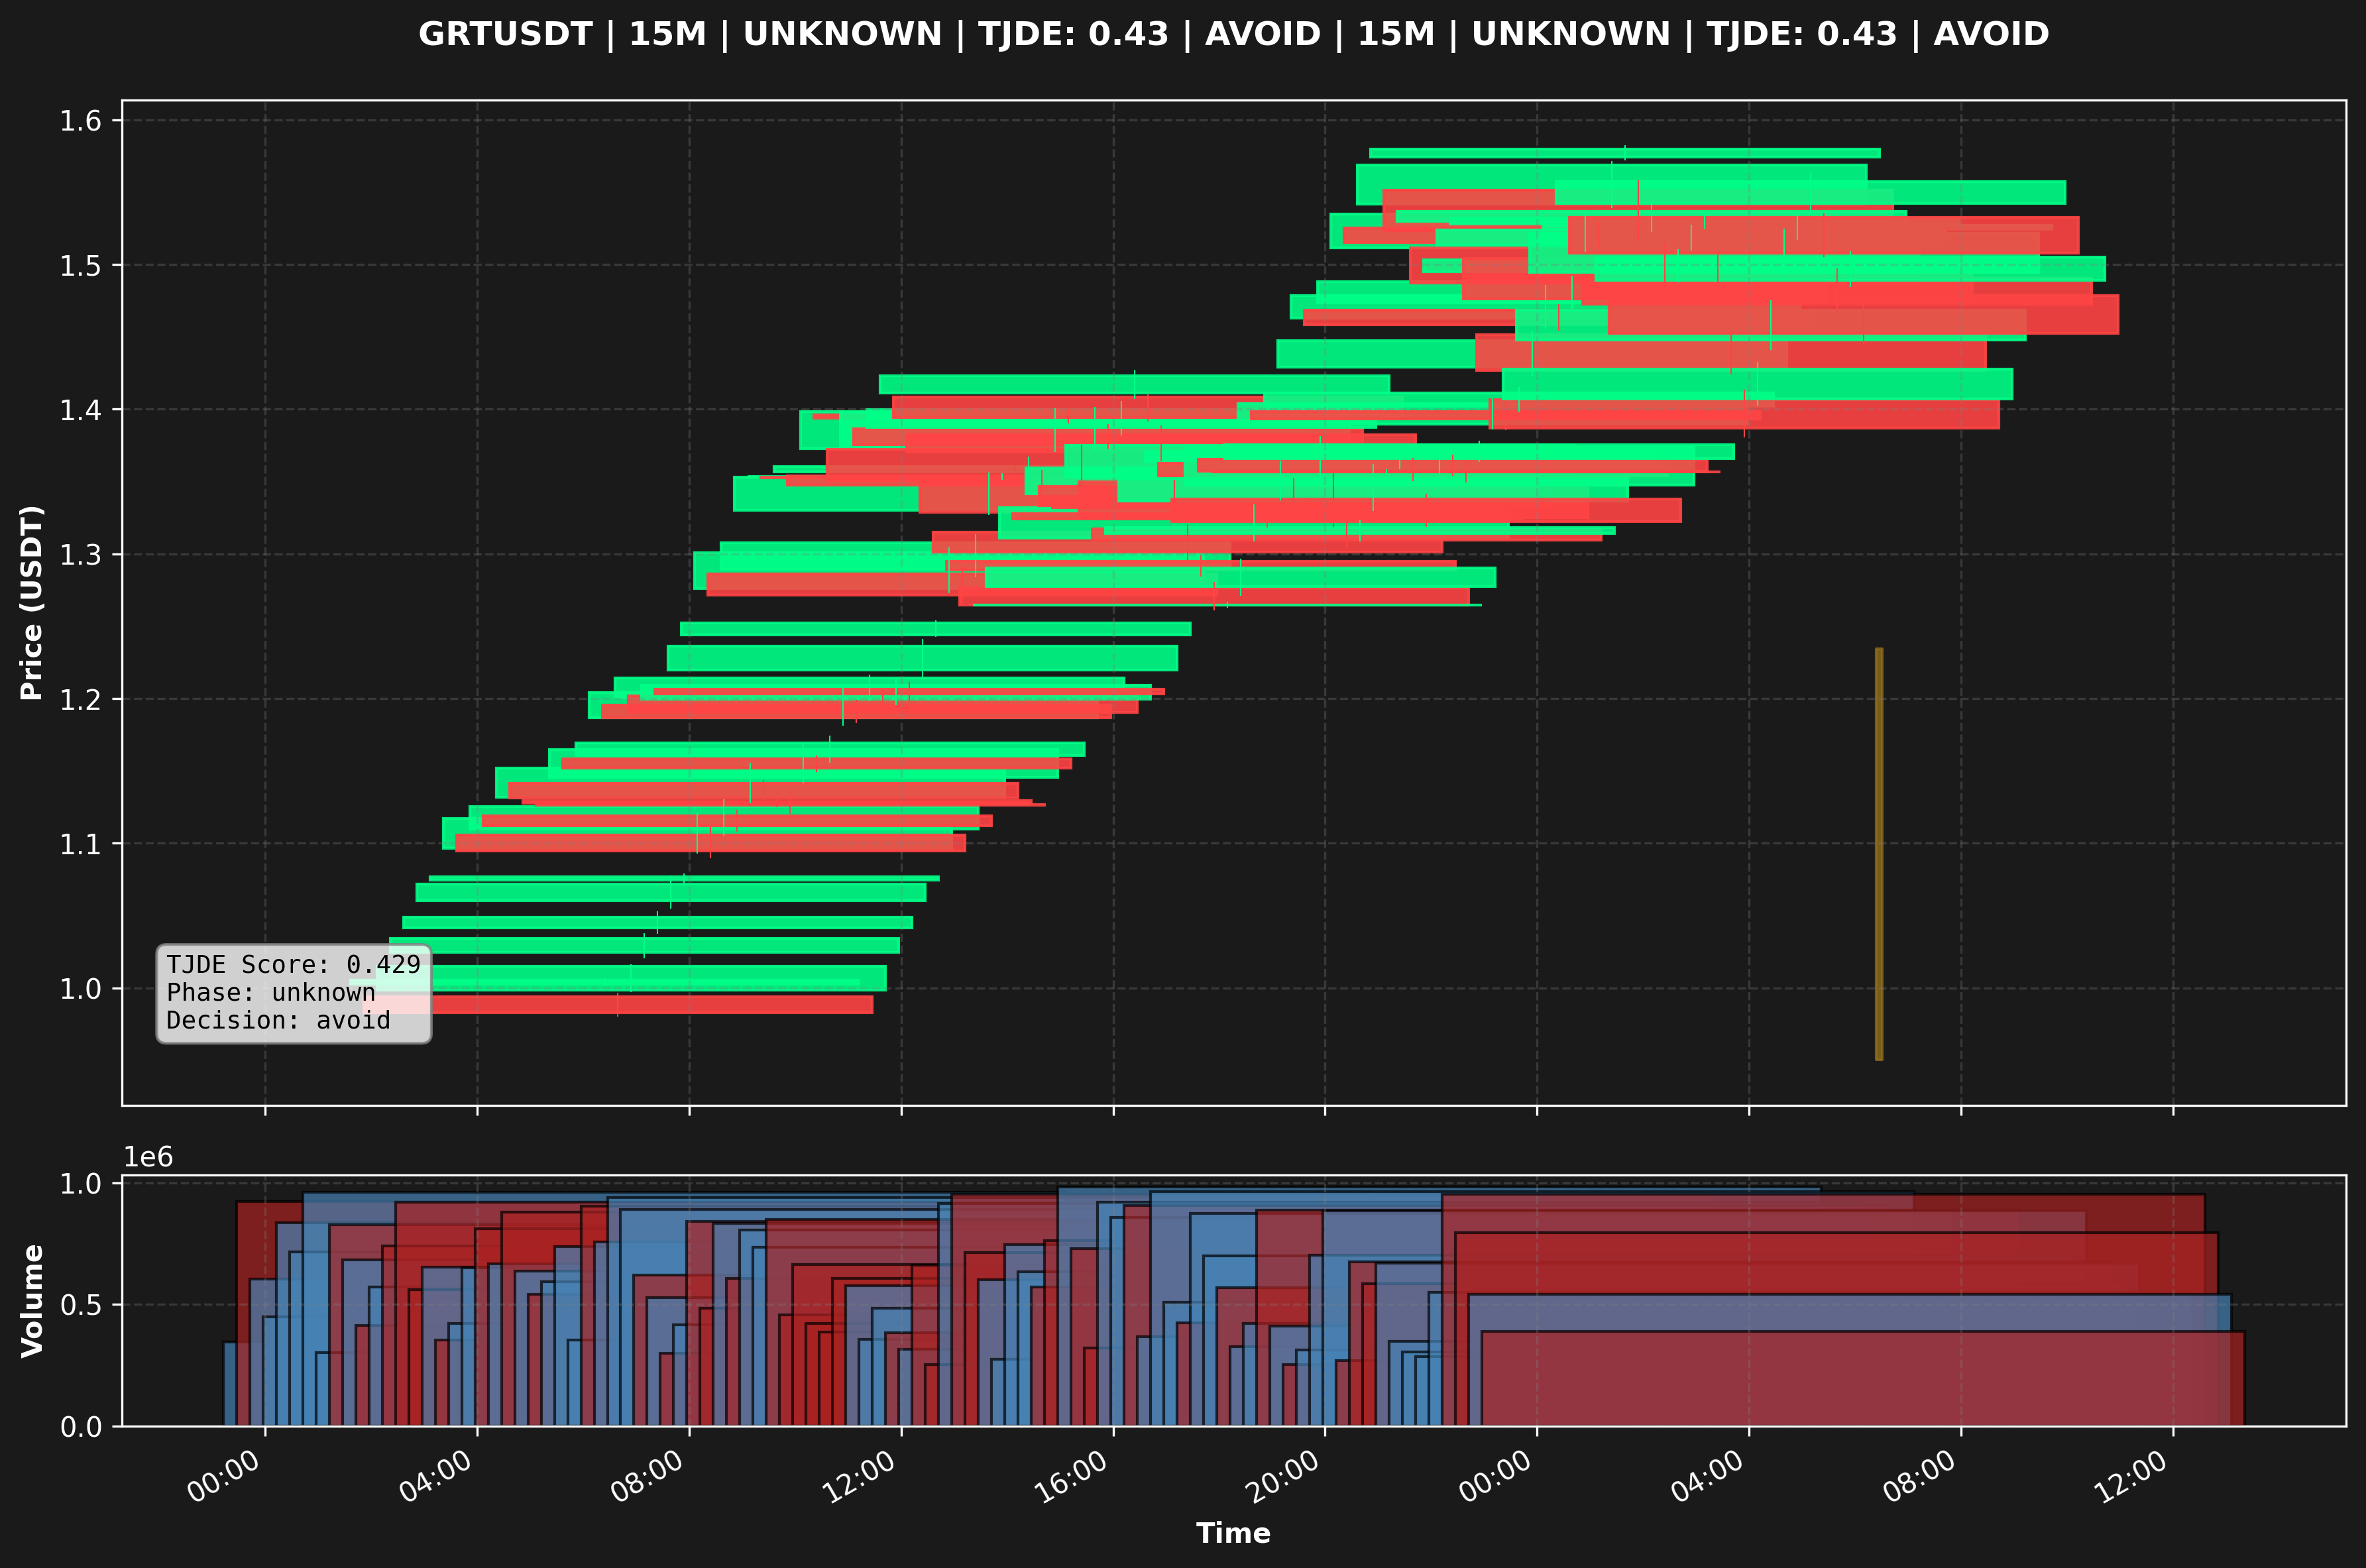 GRTUSDT | 15M | UNKNOWN | TJDE: 0.43 | AVOID | 15M | UNKNOWN | TJDE: 0.43 | AVOID
Price (USDT)
1.6
1.5
1.4
1.3
1.2
1.1
1.0
TJDE Score: 0.429
Phase: unknown
Decision: avoid
1e6
Volume
1.0
0.5
0.0
00:00 04:00 08:00 12:00 16:00 20:00 00:00 04:00 08:00 12:00
Time